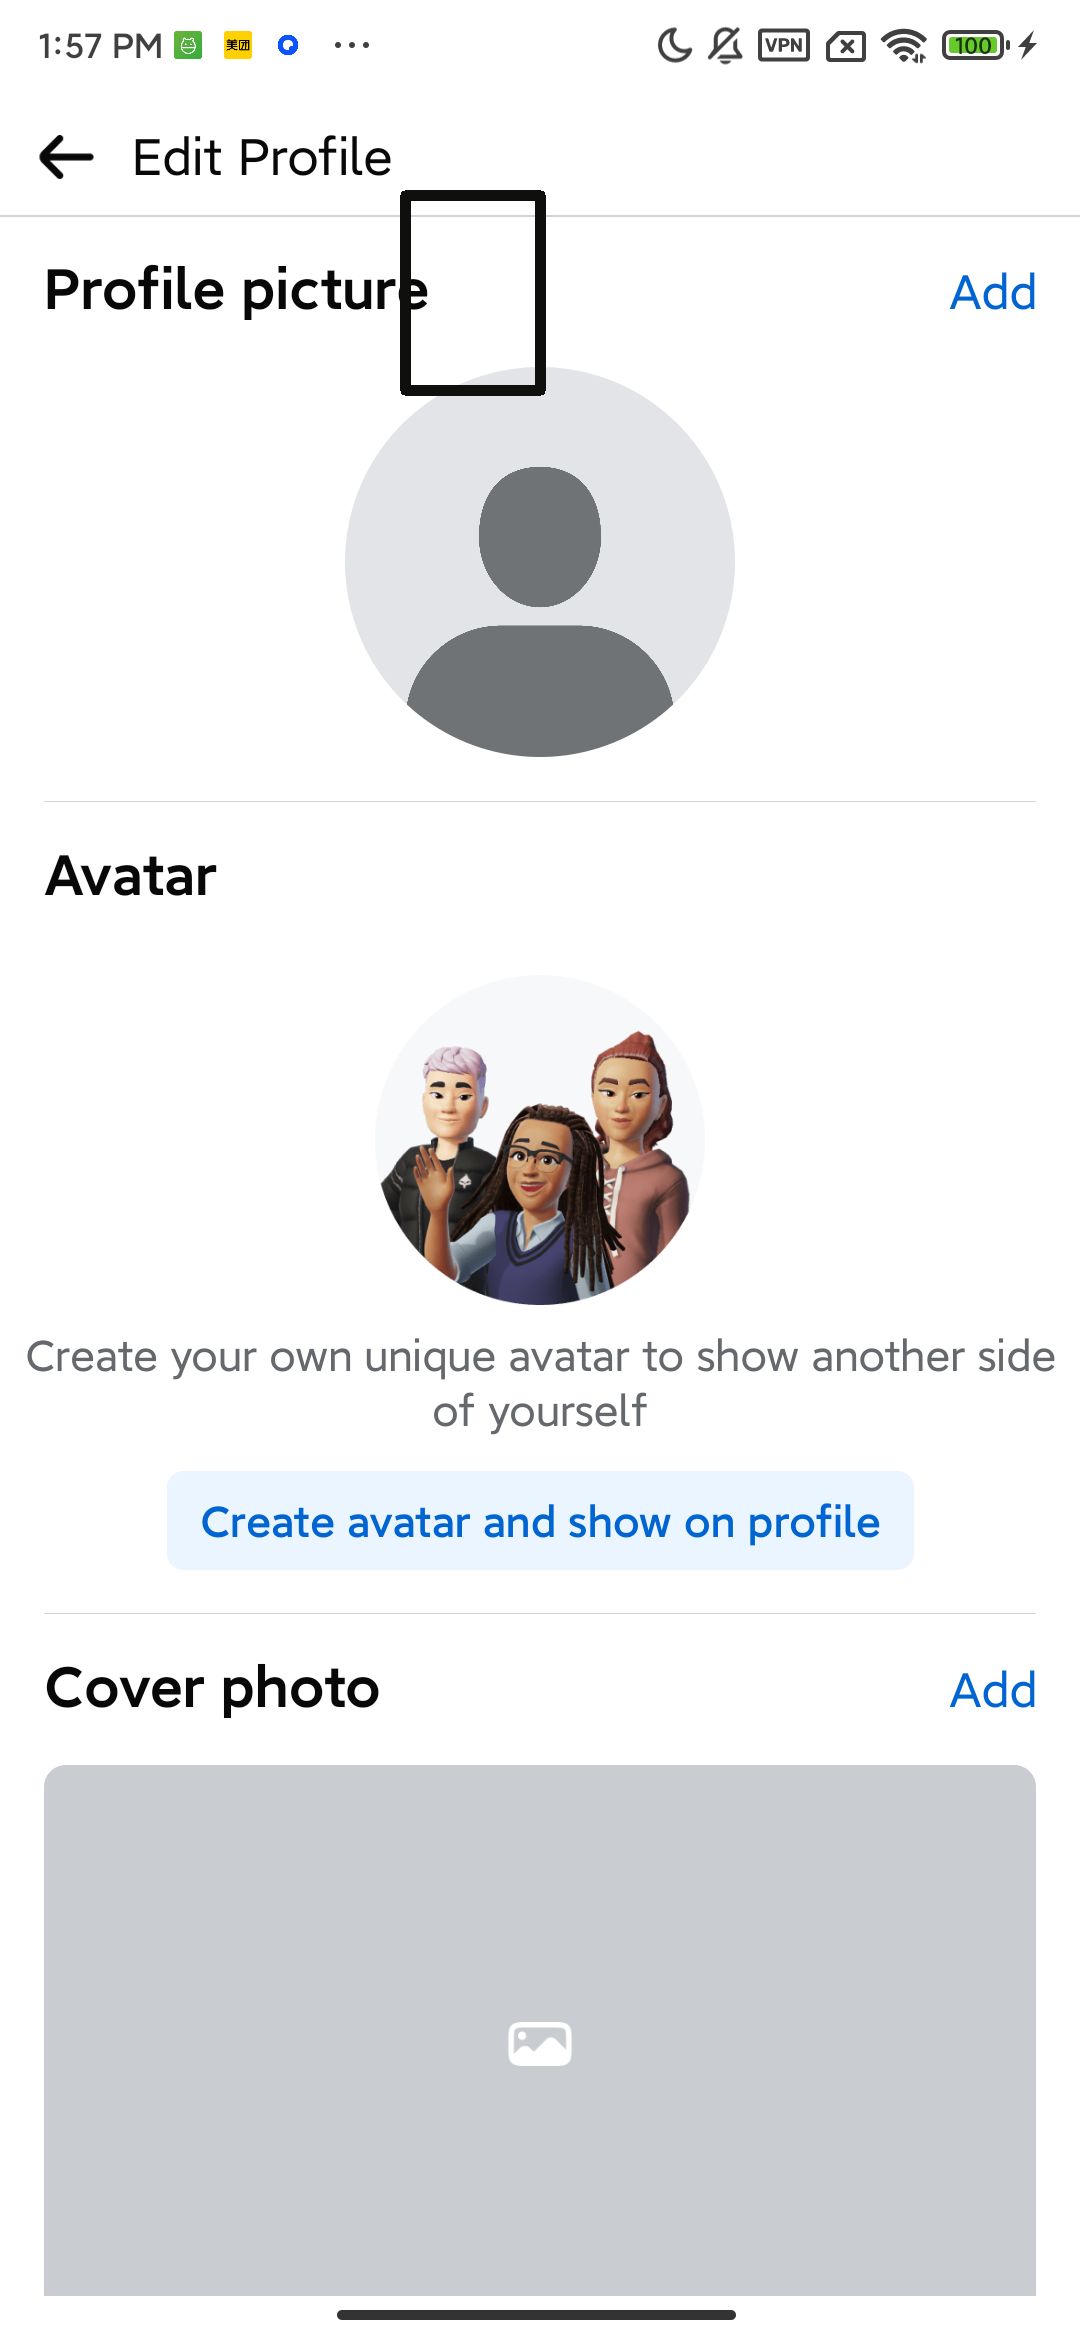 1:57 PM 美团 VPN 100
Edit Profile
Profile picture Add
Avatar
Create your own unique avatar to show another side
of yourself
Create avatar and show on profile
Cover photo Add